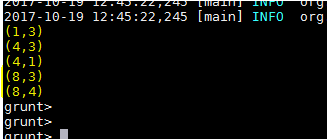 2017-10-19 12:45:22,245 [main] INFO  org
2017-10-19 12:45:22,245 [main] INFO  org
(1,3)
(4,3)
(4,1)
(8,3)
(8,4)
grunt>
grunt>
grunt>